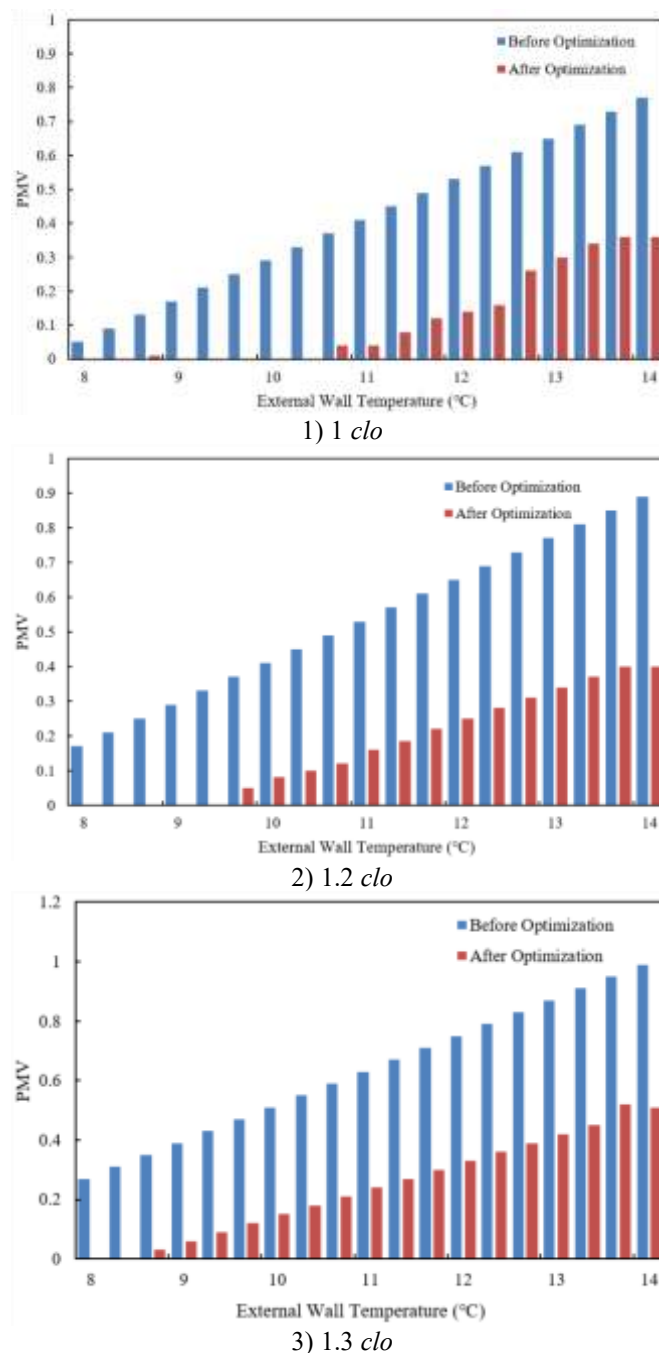 1
0.9
Before Optimization
0.8
After Optimization
0.7
0.6
PMV
0.5
0.4
0.3
0.2
0.1
0
8 9 10 11 12 13 14
External Wall Temperature (°C)
1) 1 clo
1
0.9
Before Optimization
0.8
After Optimization
0.7
0.6
PMV
0.5
0.4
0.3
0.2
0.1
0
8 9 10 11 12 13 14
External Wall Temperature (°C)
2) 1.2 clo
1.2
Before Optimization
1
After Optimization
0.8
PMV
0.6
0.4
0.2
0
8 9 10 11 12 13 14
External Wall Temperature (°C)
3) 1.3 clo